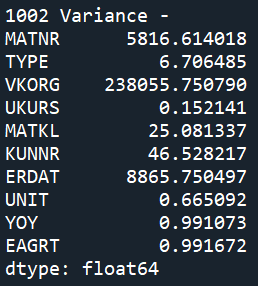 1002 Variance -
MATNR 5816.614018
TYPE 6.706485
VKORG 238055.750790
UKURS 0.152141
MATKL 25.081337
KUNNR 46.528217
ERDAT 8865.750497
UNIT 0.665092
YOY 0.991073
EAGRT 0.991672
dtype: float64